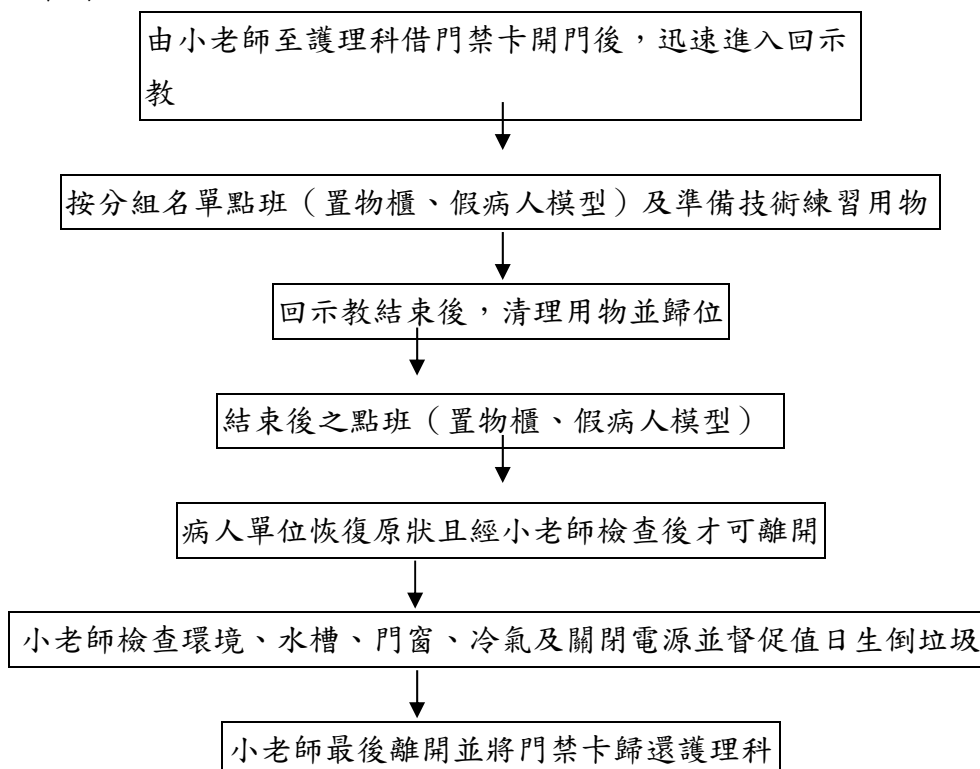 由小老師至護理科借門禁卡開門後，迅速進入回示
教
按分組名單點班（置物櫃、假病人模型）及準備技術練習用物
回示教結束後，清理用物並歸位
結束後之點班（置物櫃、假病人模型）
病人單位恢復原狀且經小老師檢查後才可離開
小老師檢查環境、水槽、門窗、冷氣及關閉電源並督促值日生倒垃圾
小老師最後離開並將門禁卡歸還護理科